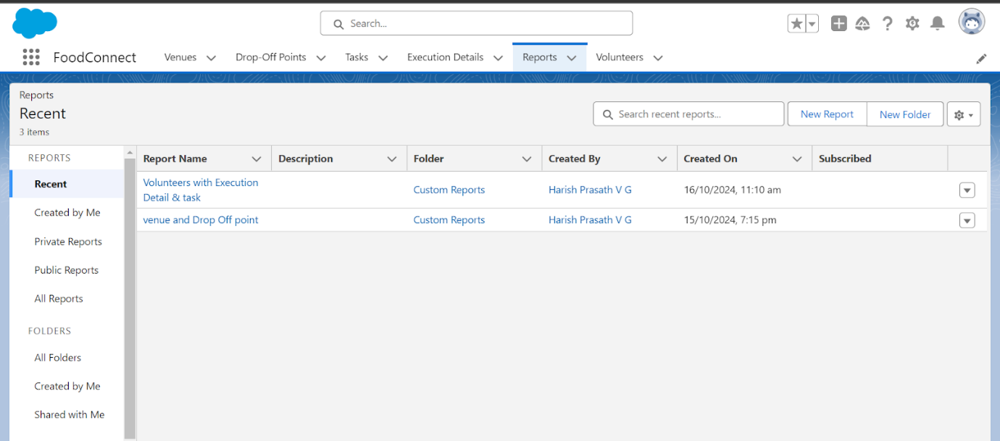 Search...
FoodConnect Venues Drop-Off Points Tasks Execution Details Reports Volunteers
Reports
Recent
3 items
Search recent reports... New Report New Folder
REPORTS
Recent
Created by Me
Private Reports
Public Reports
All Reports
FOLDERS
All Folders
Created by Me
Shared with Me
Report Name Description Folder Created By Created On Subscribed
Volunteers with Execution
Detail & task Custom Reports Harish Prasath V G 16/10/2024, 11:10 am
venue and Drop Off point Custom Reports Harish Prasath V G 15/10/2024, 7:15 pm